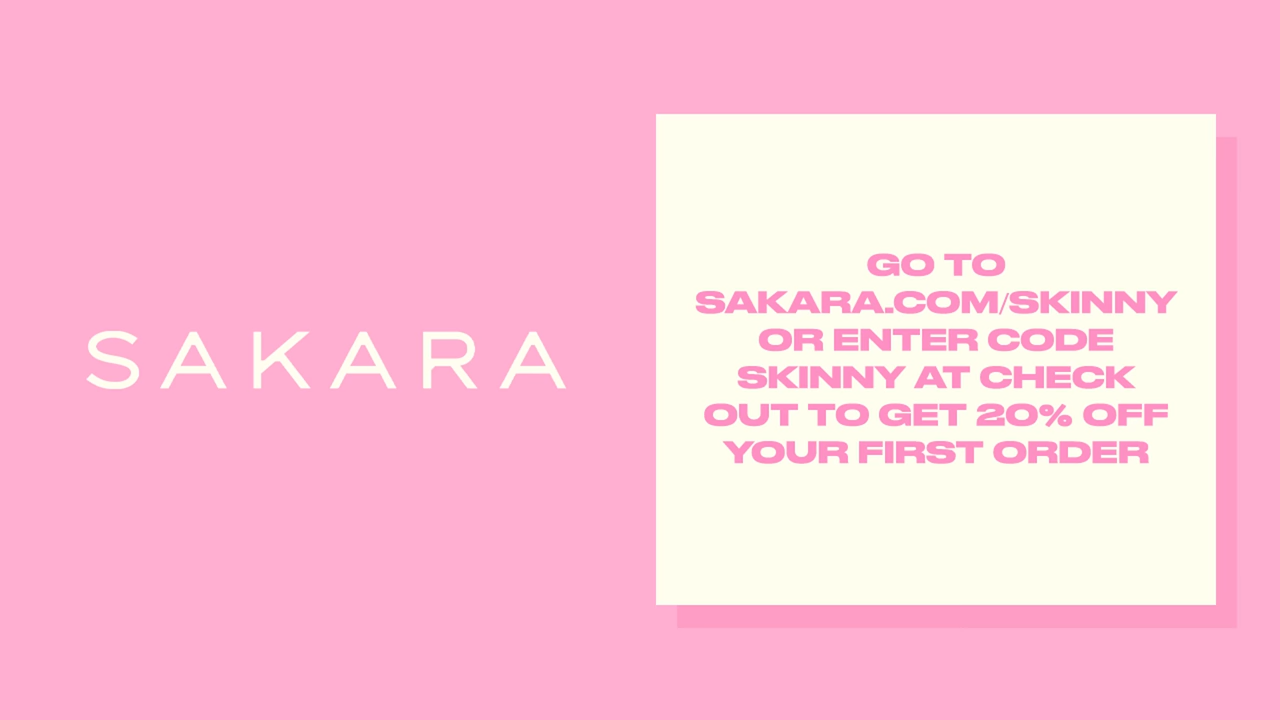 SAKARA
GO TO
SAKARA.COM/SKINNY
OR ENTER CODE
SKINNY AT CHECK
OUT TO GET 20% OFF
YOUR FIRST ORDER